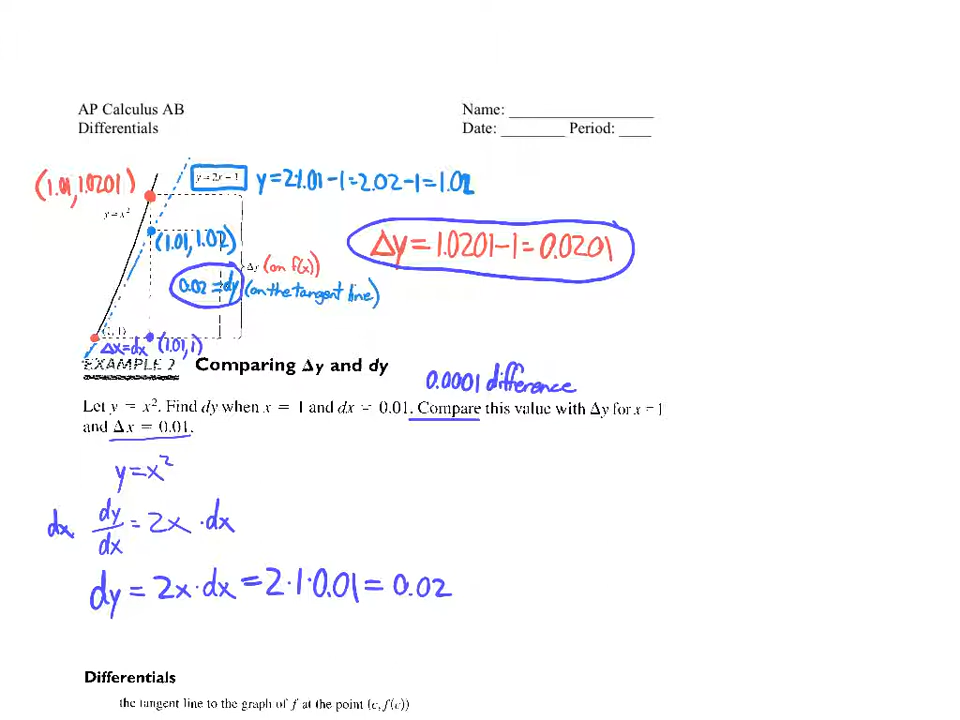 AP Calculus AB
Name: ____________________
Differentials
Date: ________ Period: ____
(1.01, 1.0201)
y = 2x − 1
y=2·1.01−1=2.02−1=1.02
y = x²
(1.01, 1.02)
Δy=1.0201−1=0.0201
Δy (on f(x))
0.02=dy (on the tangent line)
(1, 1)
Δx=dx (1.01,1)
EXAMPLE 2 Comparing Δy and dy
0.0001 difference
Let y = x². Find dy when x = 1 and dx = 0.01. Compare this value with Δy for x = 1
and Δx = 0.01.
y=x²
dx dy/dx = 2x · dx
dy = 2x·dx = 2·1·0.01 = 0.02
Differentials
the tangent line to the graph of f at the point (c, f(c))